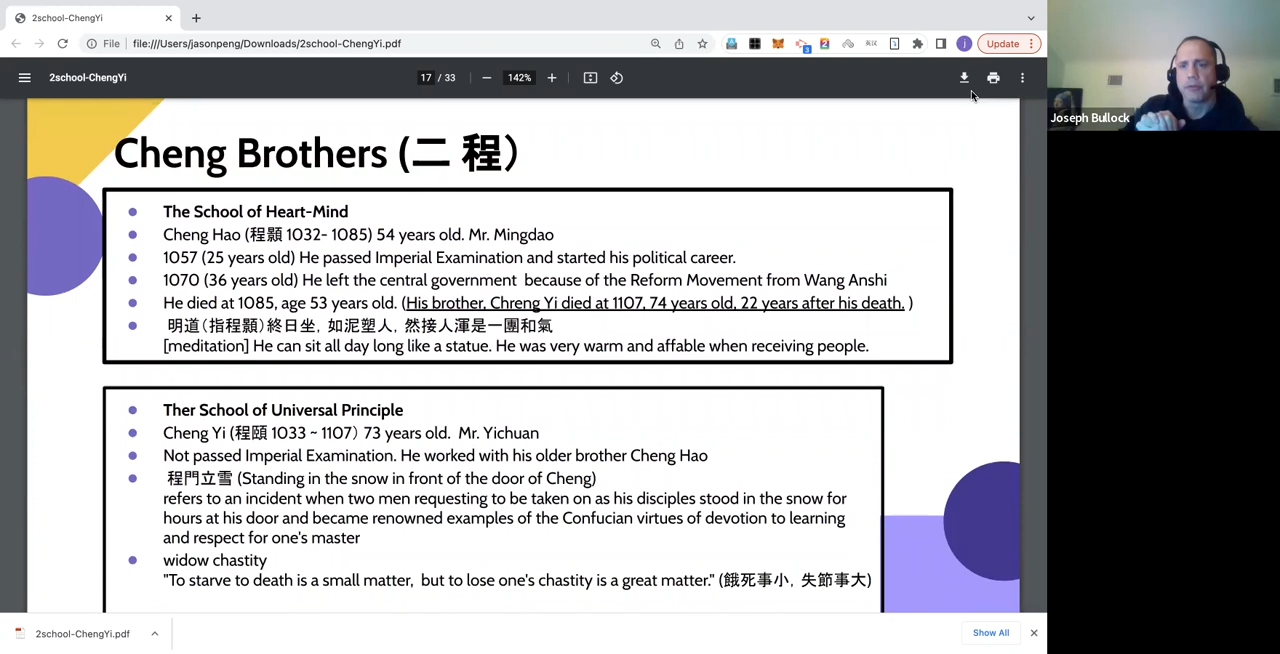 2school-ChengYi
File
file:///Users/jasonpeng/Downloads/2school-ChengYi.pdf
Update
2school-ChengYi
17 / 33
142%
Joseph Bullock
Cheng Brothers (二 程)
The School of Heart-Mind
Cheng Hao (程顥 1032- 1085) 54 years old. Mr. Mingdao
1057 (25 years old) He passed Imperial Examination and started his political career.
1070 (36 years old) He left the central government because of the Reform Movement from Wang Anshi
He died at 1085, age 53 years old. (His brother, Chreng Yi died at 1107, 74 years old, 22 years after his death. )
明道（指程顥）終日坐，如泥塑人，然接人渾是一團和氣
[meditation] He can sit all day long like a statue. He was very warm and affable when receiving people.
Ther School of Universal Principle
Cheng Yi (程頤 1033 ~ 1107) 73 years old. Mr. Yichuan
Not passed Imperial Examination. He worked with his older brother Cheng Hao
程門立雪 (Standing in the snow in front of the door of Cheng)
refers to an incident when two men requesting to be taken on as his disciples stood in the snow for
hours at his door and became renowned examples of the Confucian virtues of devotion to learning
and respect for one's master
widow chastity
"To starve to death is a small matter, but to lose one's chastity is a great matter." (餓死事小，失節事大)
2school-ChengYi.pdf
Show All